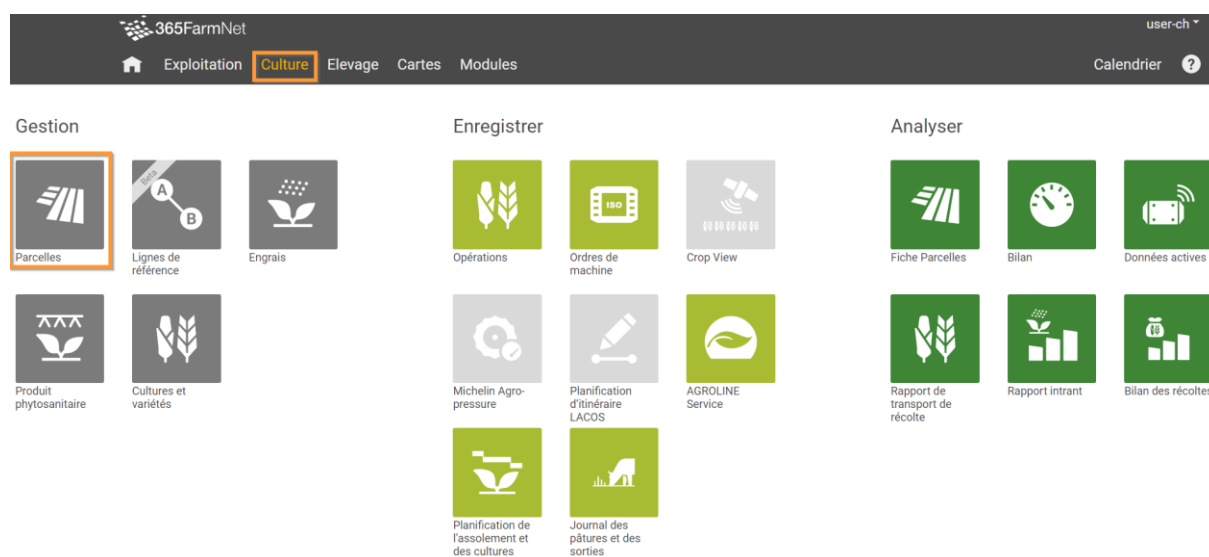 365FarmNet
user-ch
Exploitation Culture Elevage Cartes Modules
Calendrier ?
Gestion
Parcelles
Beta
A
B
Lignes de
référence
Engrais
Produit
phytosanitaire
Cultures et
variétés
Enregistrer
Opérations
ISO
Ordres de
machine
Crop View
Michelin Agro-
pressure
Planification
d'itinéraire
LACOS
AGROLINE
Service
Planification de
l'assolement et
des cultures
Journal des
pâtures et des
sorties
Analyser
Fiche Parcelles
Bilan
Données actives
Rapport de
transport de
récolte
Rapport intrant
Bilan des récoltes